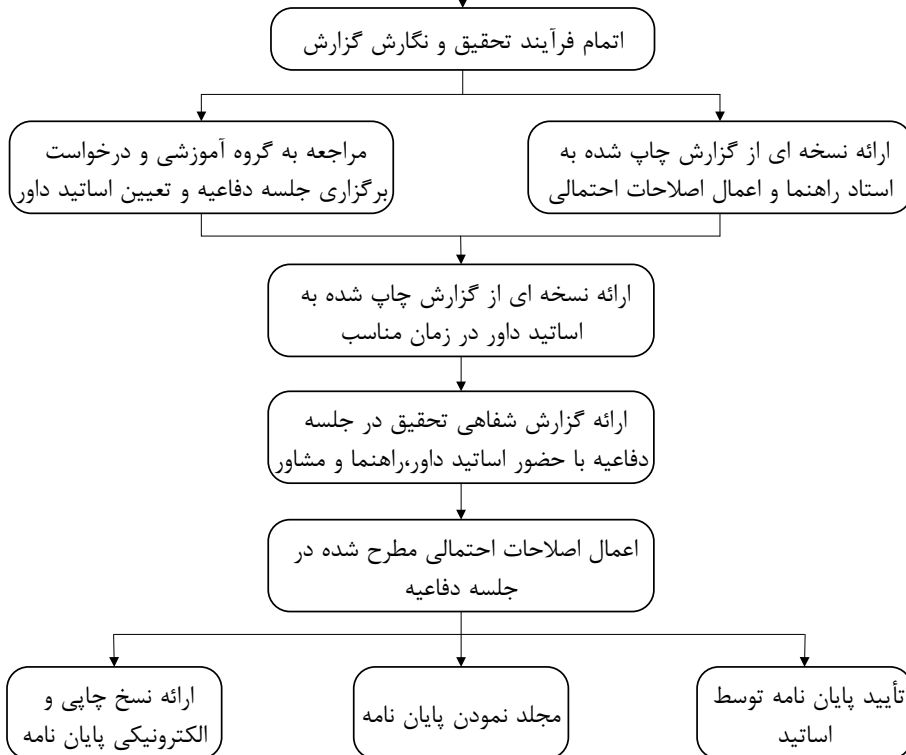 اتمام فرآیند تحقیق و نگارش گزارش
ارائه نسخه ای از گزارش چاپ شده به
استاد راهنما و اعمال اصلاحات احتمالی
مراجعه به گروه آموزشی و درخواست
برگزاری جلسه دفاعیه و تعیین اساتید داور
ارائه نسخه ای از گزارش چاپ شده به
اساتید داور در زمان مناسب
ارائه گزارش شفاهی تحقیق در جلسه
دفاعیه با حضور اساتید داور،راهنما و مشاور
اعمال اصلاحات احتمالی مطرح شده در
جلسه دفاعیه
تأیید پایان نامه توسط
اساتید
مجلد نمودن پایان نامه
ارائه نسخ چاپی و
الکترونیکی پایان نامه